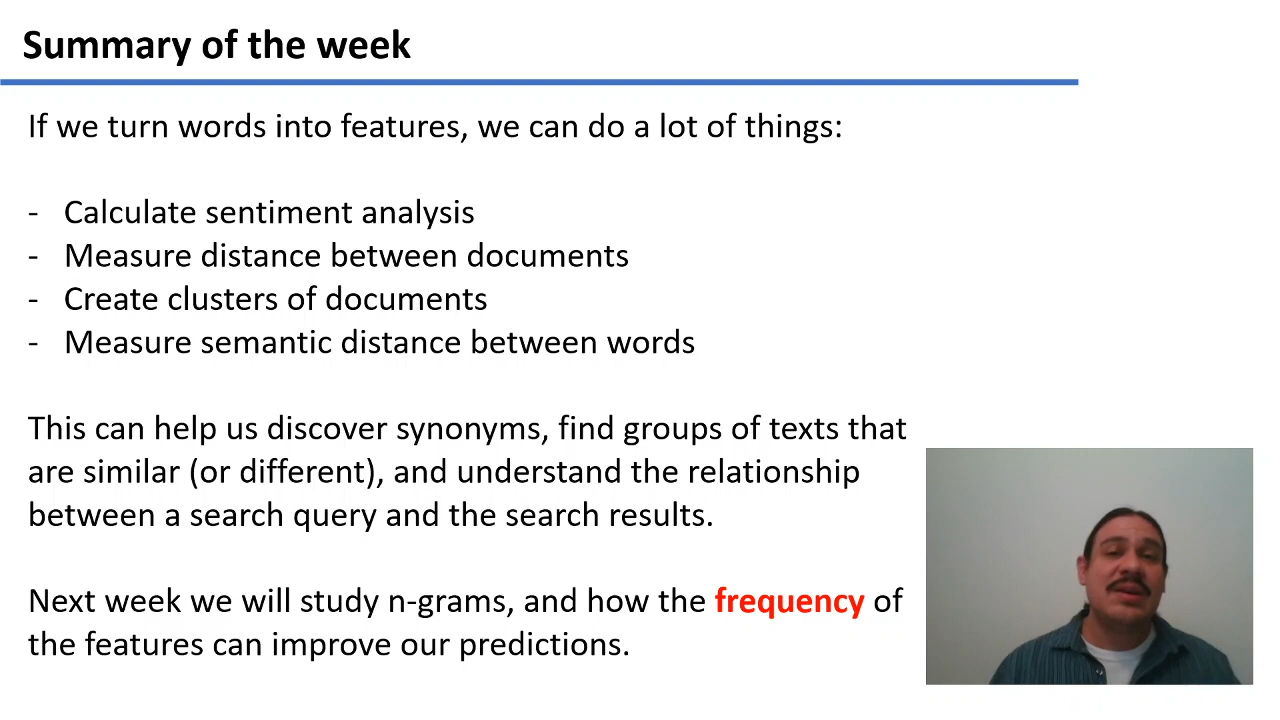 Summary of the week
If we turn words into features, we can do a lot of things:
- Calculate sentiment analysis
- Measure distance between documents
- Create clusters of documents
- Measure semantic distance between words
This can help us discover synonyms, find groups of texts that
are similar (or different), and understand the relationship
between a search query and the search results.
Next week we will study n-grams, and how the frequency of
the features can improve our predictions.